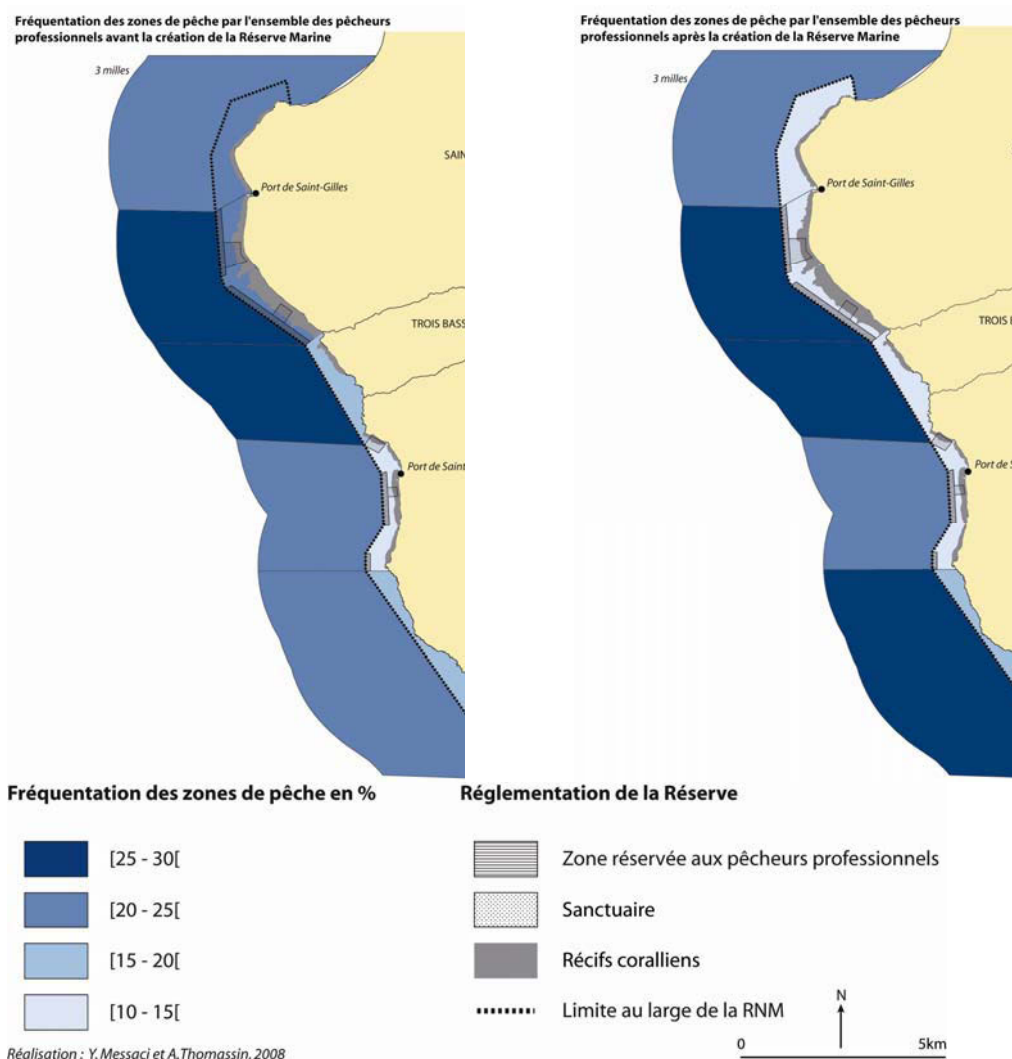 Fréquentation des zones de pêche par l'ensemble des pêcheurs
professionnels avant la création de la Réserve Marine
3 milles
SAIN
Port de Saint-Gilles
TROIS BASS
Port de Saint
Fréquentation des zones de pêche par l'ensemble des pêcheurs
professionnels après la création de la Réserve Marine
3 milles
Port de Saint-Gilles
TROIS
Port de S
Fréquentation des zones de pêche en %
[25 - 30[
[20 - 25[
[15 - 20[
[10 - 15[
Réalisation : Y. Messaci et A.Thomassin, 2008
Réglementation de la Réserve
Zone réservée aux pêcheurs professionnels
Sanctuaire
Récifs coralliens
Limite au large de la RNM
N
0 5km